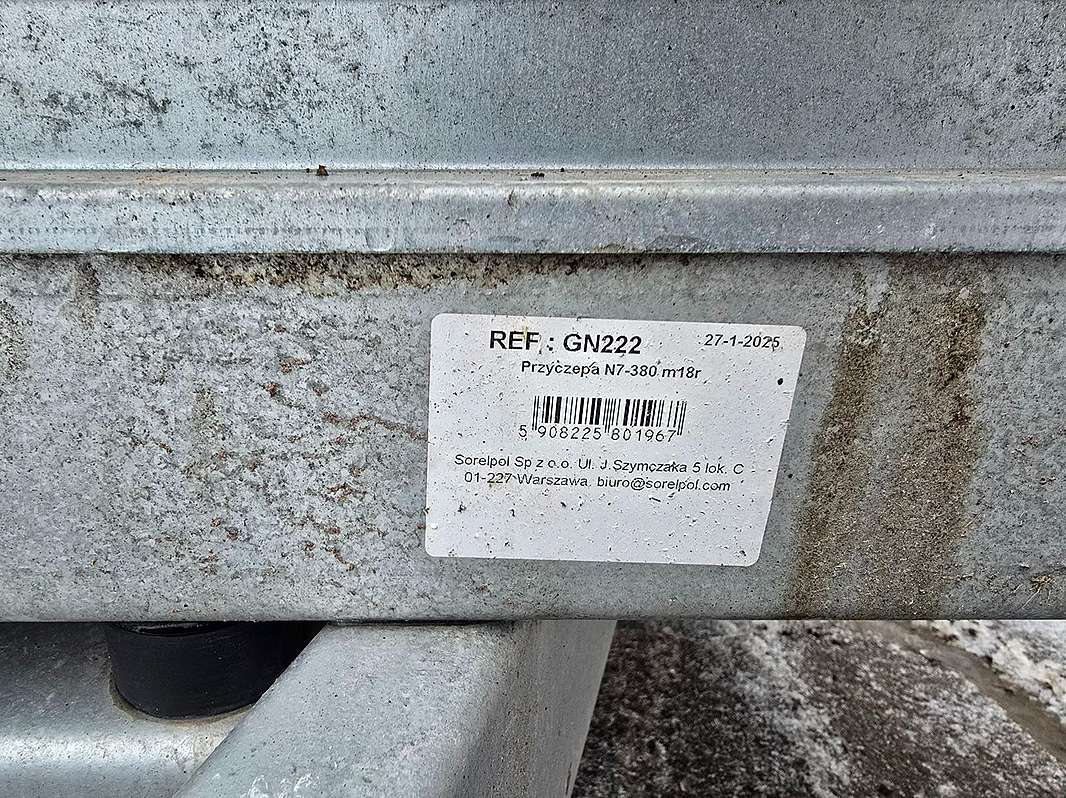 REF : GN222 27-1-2025
Przyczepa N7-380 m18r
5 908225 801967
Sorelpol Sp z o.o. Ul. J.Szymczaka 5 lok. C
01-227 Warszawa. biuro@sorelpol.com